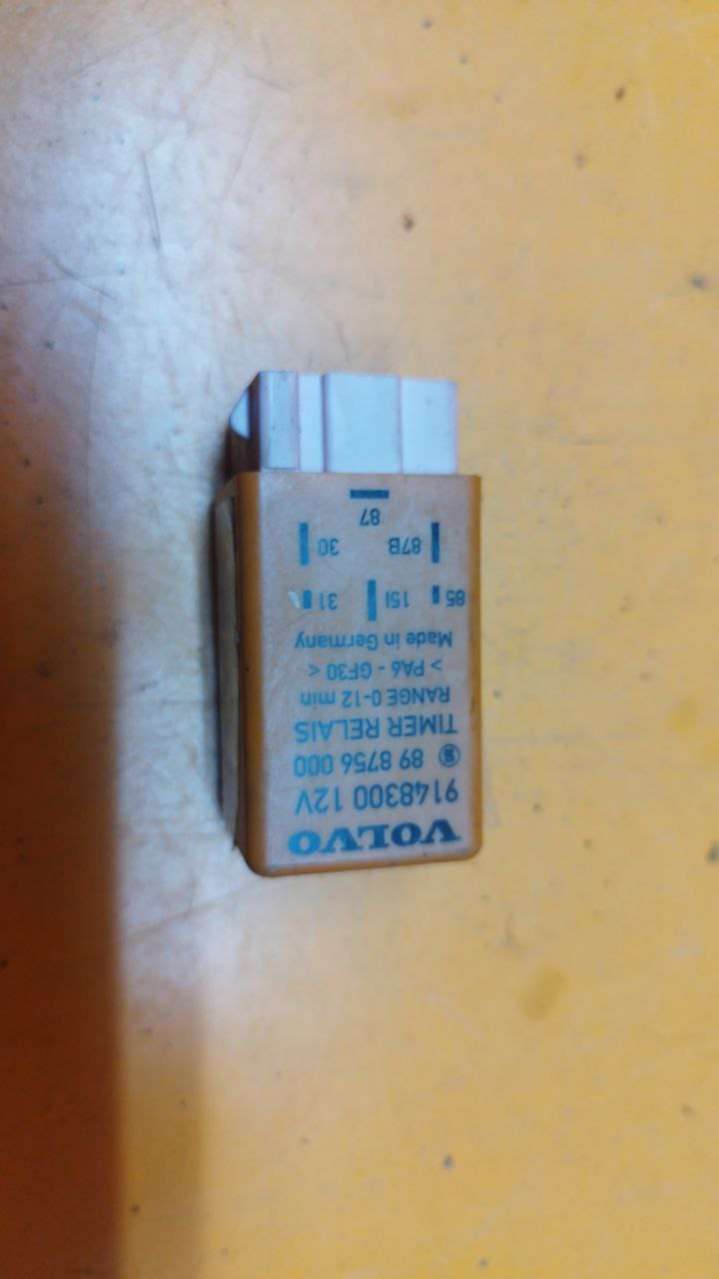 VOLVO
9148300 12V
89 8756 000
TIMER RELAIS
RANGE 0-12 min
> PA6 - GF30 <
Made in Germany
85 15I 31
87B 30
87